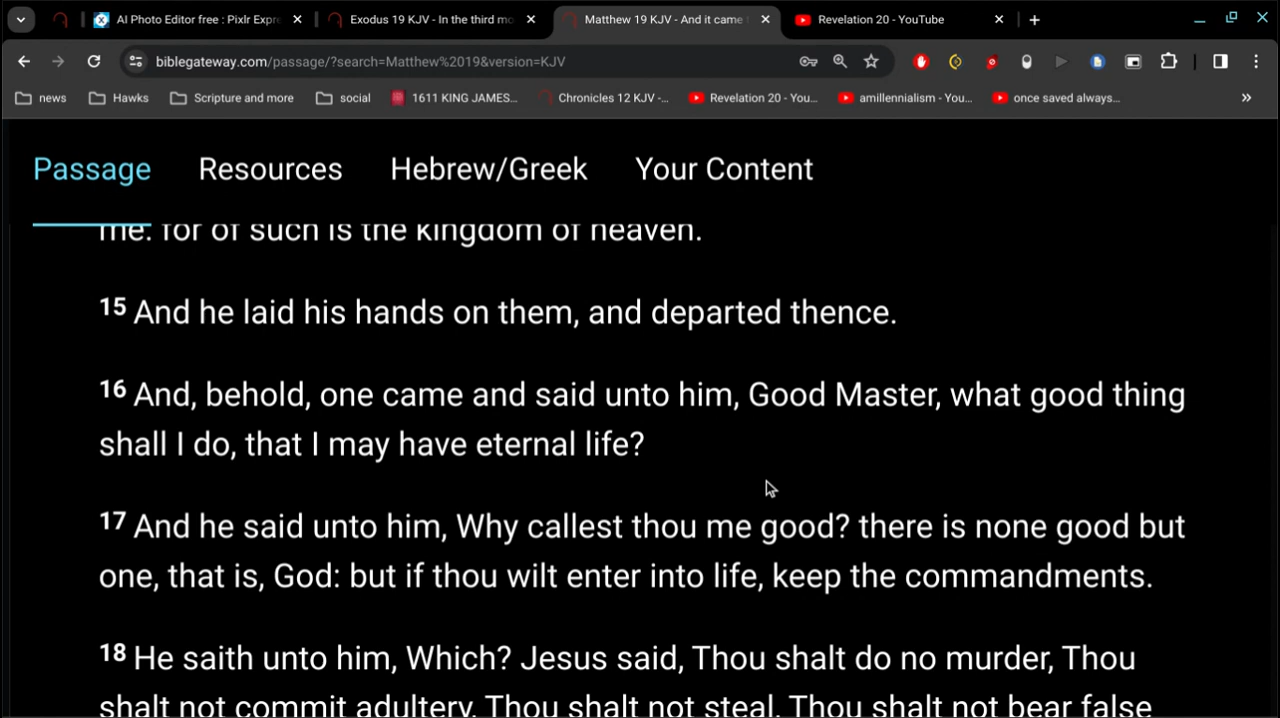 AI Photo Editor free : Pixlr Expre
Exodus 19 KJV - In the third mo
Matthew 19 KJV - And it came
Revelation 20 - YouTube
biblegateway.com/passage/?search=Matthew%2019&version=KJV
news
Hawks
Scripture and more
social
1611 KING JAMES...
Chronicles 12 KJV -...
Revelation 20 - You...
amillennialism - You...
once saved always...
Passage
Resources
Hebrew/Greek
Your Content
me: for of such is the kingdom of heaven.
15 And he laid his hands on them, and departed thence.
16 And, behold, one came and said unto him, Good Master, what good thing
shall I do, that I may have eternal life?
17 And he said unto him, Why callest thou me good? there is none good but
one, that is, God: but if thou wilt enter into life, keep the commandments.
18 He saith unto him, Which? Jesus said, Thou shalt do no murder, Thou
shalt not commit adultery, Thou shalt not steal, Thou shalt not bear false